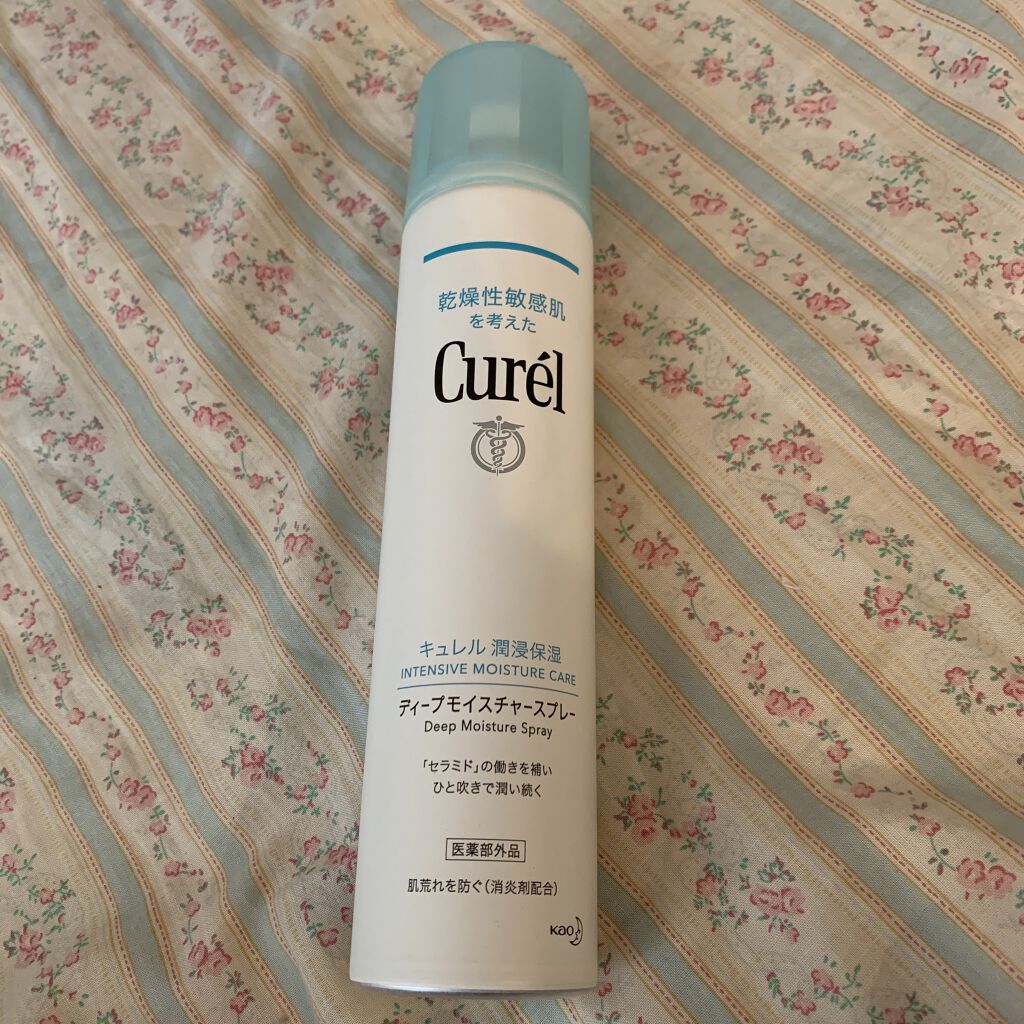 乾燥性敏感肌
を考えた
Curél
キュレル 潤浸保湿
INTENSIVE MOISTURE CARE
ディープモイスチャースプレー
Deep Moisture Spray
「セラミド」の働きを補い
ひと吹きで潤い続く
医薬部外品
肌荒れを防ぐ(消炎剤配合)
Kao